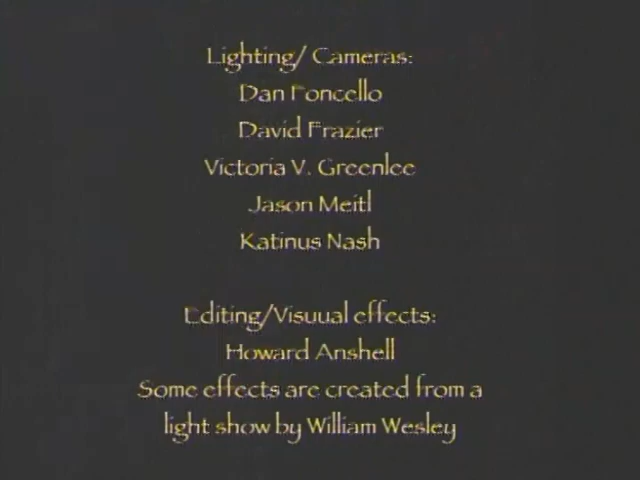 Lighting/ Cameras:
Dan Foncello
David Frazier
Victoria V. Greenlee
Jason Meitl
Katinus Nash
Editing/Visuual effects:
Howard Anshell
Some effects are created from a
light show by William Wesley